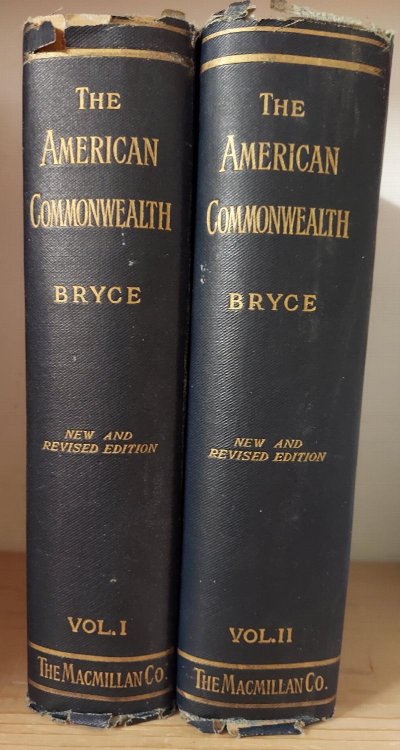 THE
AMERICAN
COMMONWEALTH
BRYCE
NEW AND
REVISED EDITION
VOL. I
THE MACMILLAN CO.
THE
AMERICAN
COMMONWEALTH
BRYCE
NEW AND
REVISED EDITION
VOL. II
THE MACMILLAN CO.